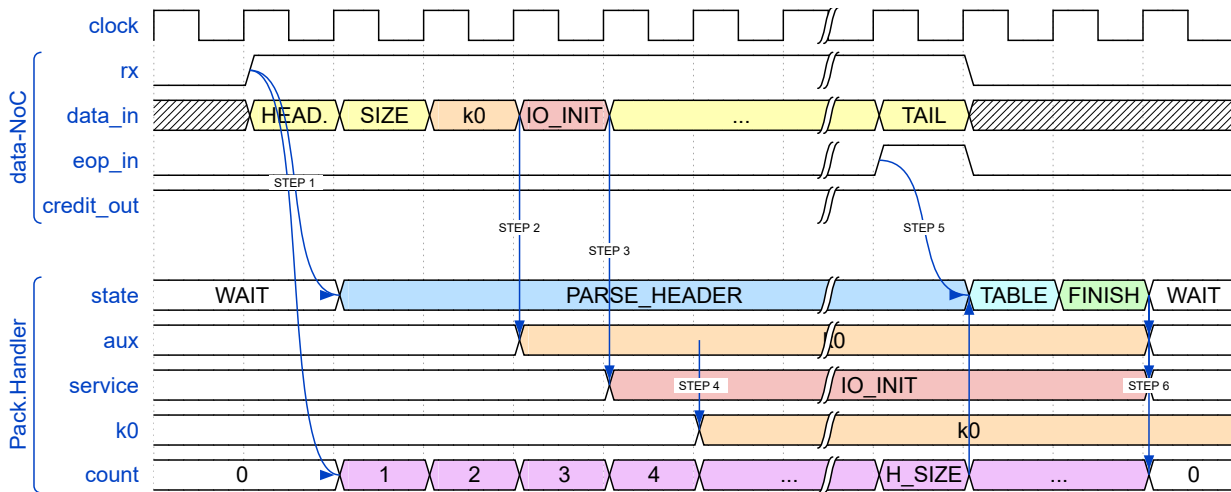 clock
data-NoC
rx
data_in HEAD. SIZE k0 IO_INIT ... TAIL
eop_in
STEP 1
credit_out
STEP 2 STEP 5
STEP 3
Pack.Handler
state WAIT PARSE_HEADER TABLE FINISH WAIT
aux k0
service STEP 4 IO_INIT STEP 6
k0 k0
count 0 1 2 3 4 ... H_SIZE ... 0